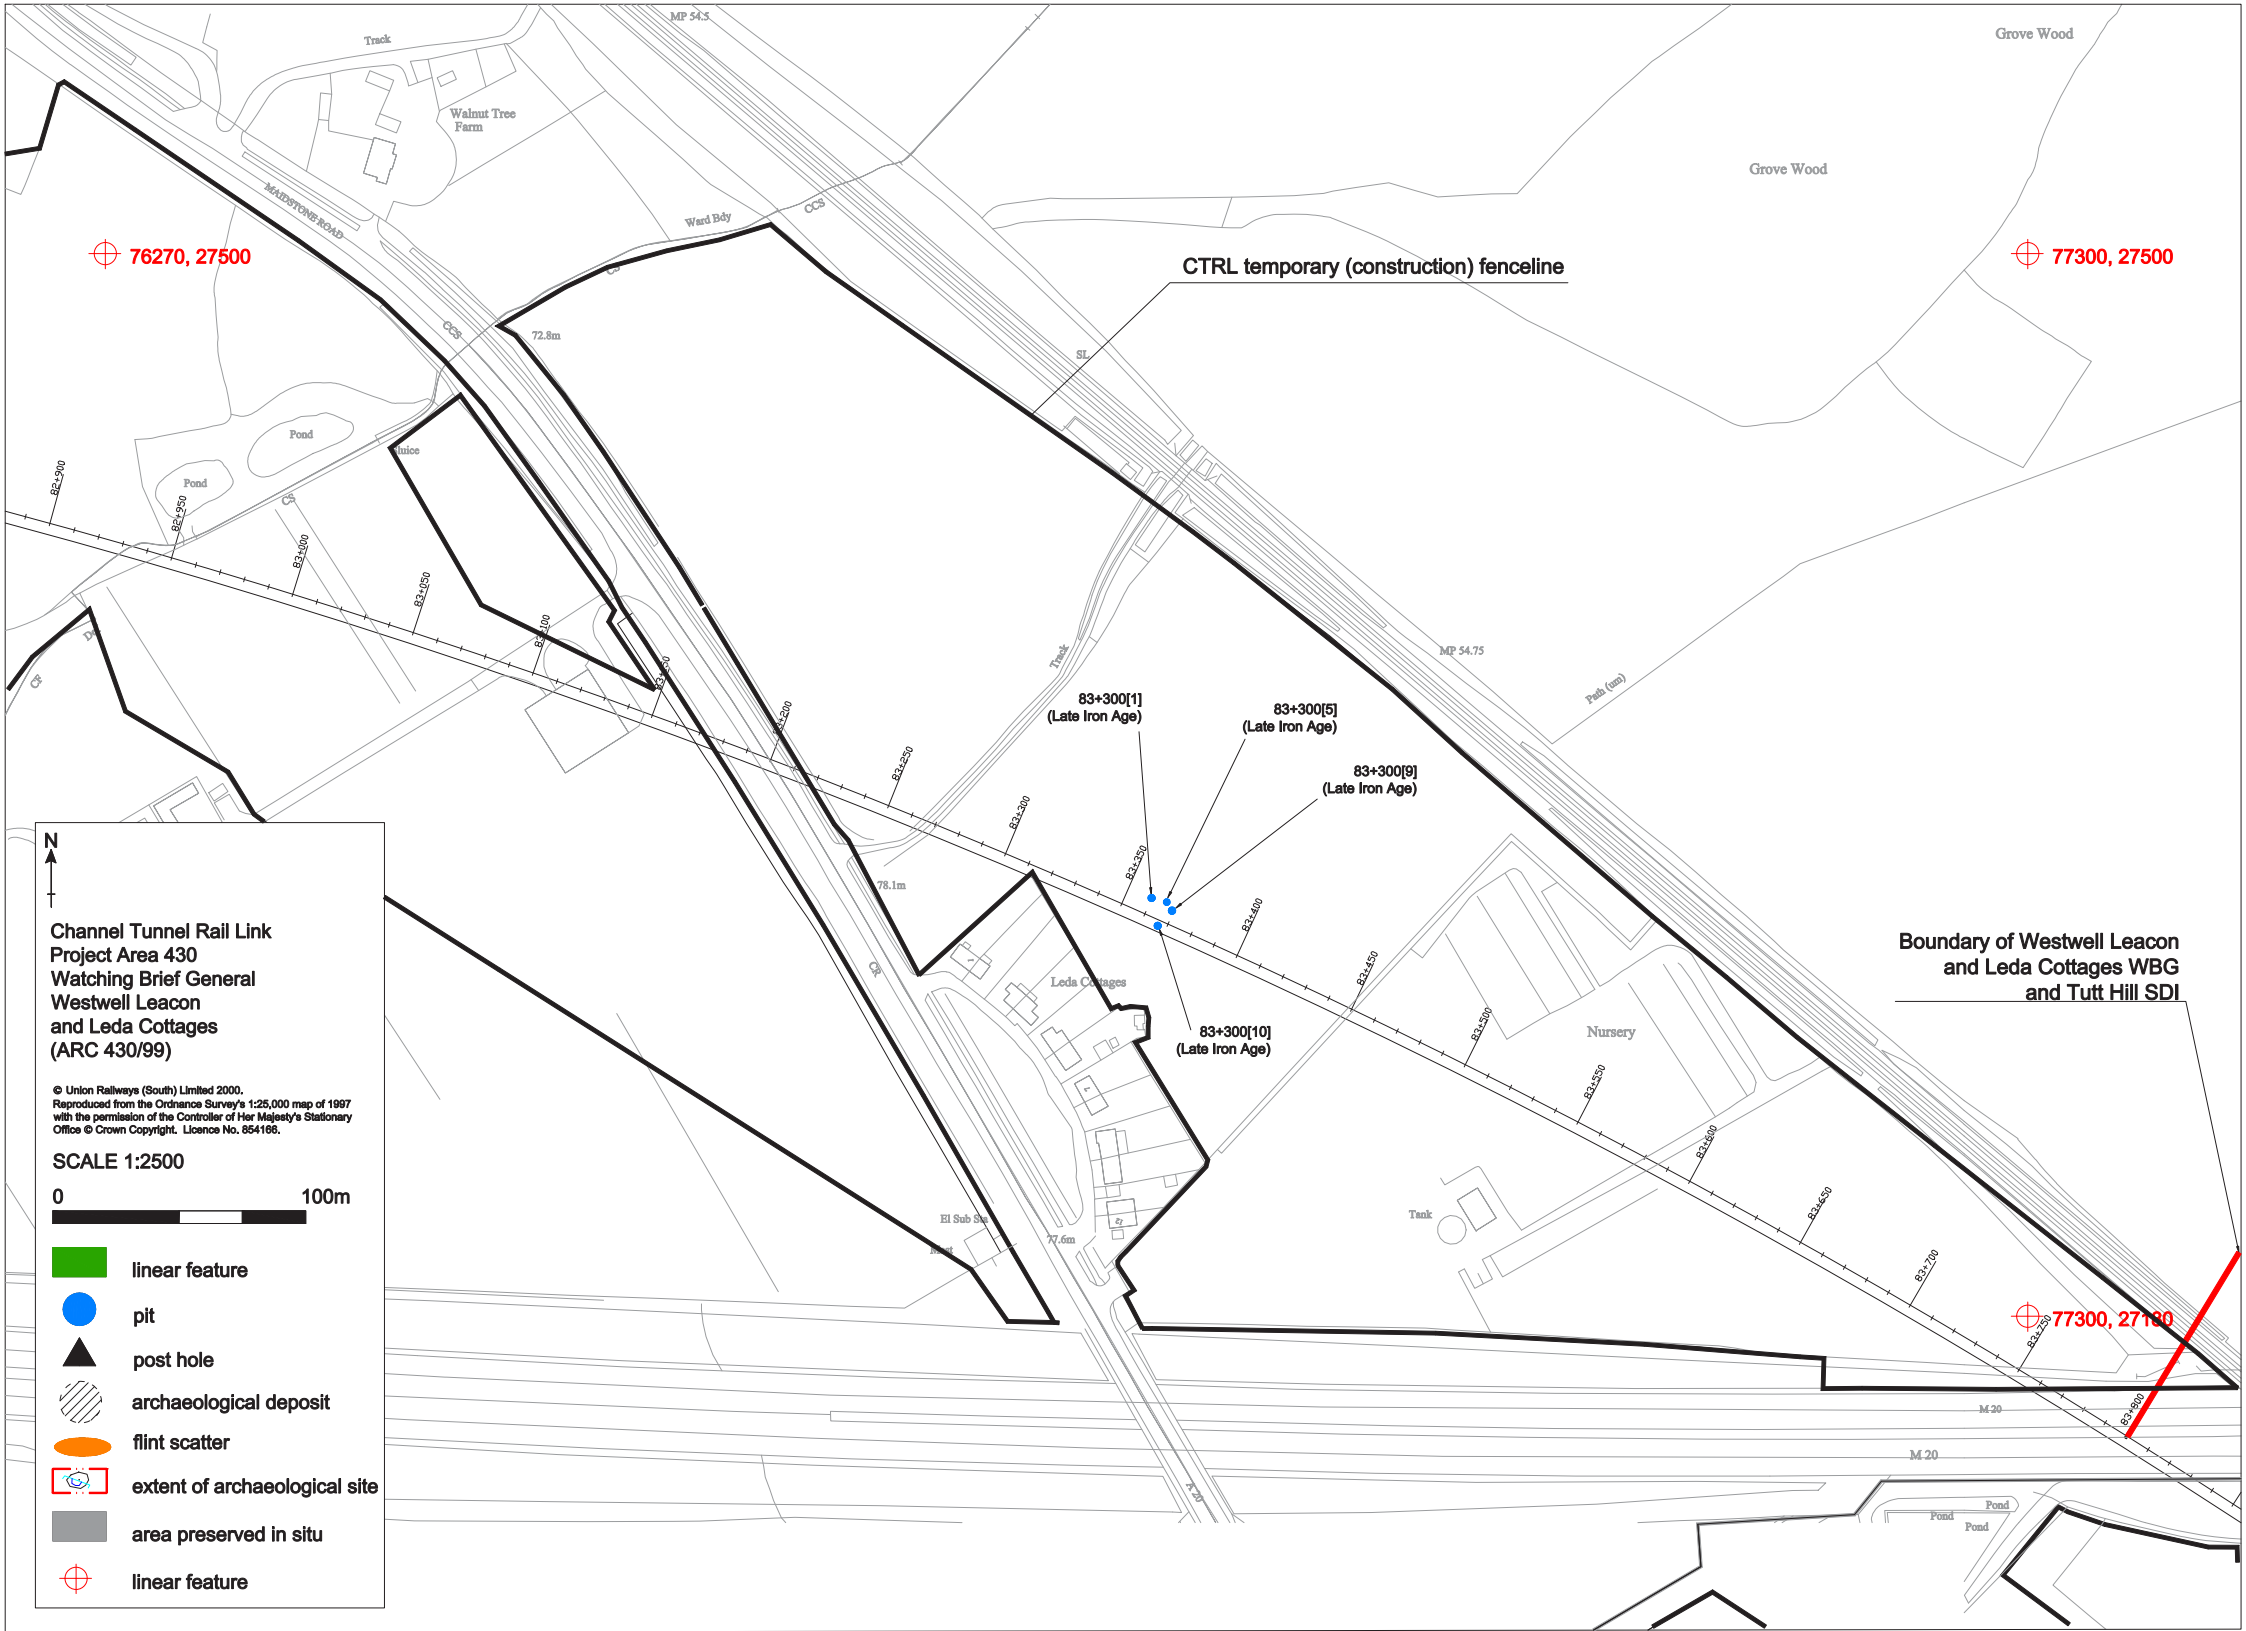 MP 54.5
Grove Wood
Track
Walnut Tree
Farm
Grove Wood
MAIDSTONE ROAD
Ward Bdy
CCS
76270, 27500
CS
CTRL temporary (construction) fenceline
77300, 27500
CCS
72.8m
SL
Pond
Pond
CS
82+900
82+950
83+000
83+050
83+100
83+150
83+200
83+250
83+300
83+350
83+400
83+450
83+500
83+550
83+600
83+650
83+700
83+750
83+800
CF
Track
MP 54.75
Path (um)
83+300[1]
(Late Iron Age)
83+300[5]
(Late Iron Age)
83+300[9]
(Late Iron Age)
83+300[10]
(Late Iron Age)
78.1m
CR
Leda Cottages
Nursery
Boundary of Westwell Leacon
and Leda Cottages WBG
and Tutt Hill SDI
Tank
El Sub Sta
Mast
77.6m
77300, 27130
M 20
M 20
A 20
Pond
Pond
Pond
N
Channel Tunnel Rail Link
Project Area 430
Watching Brief General
Westwell Leacon
and Leda Cottages
(ARC 430/99)
© Union Railways (South) Limited 2000.
Reproduced from the Ordnance Survey's 1:25,000 map of 1997
with the permission of the Controller of Her Majesty's Stationary
Office © Crown Copyright. Licence No. 854166.
SCALE 1:2500
0 100m
linear feature
pit
post hole
archaeological deposit
flint scatter
extent of archaeological site
area preserved in situ
linear feature